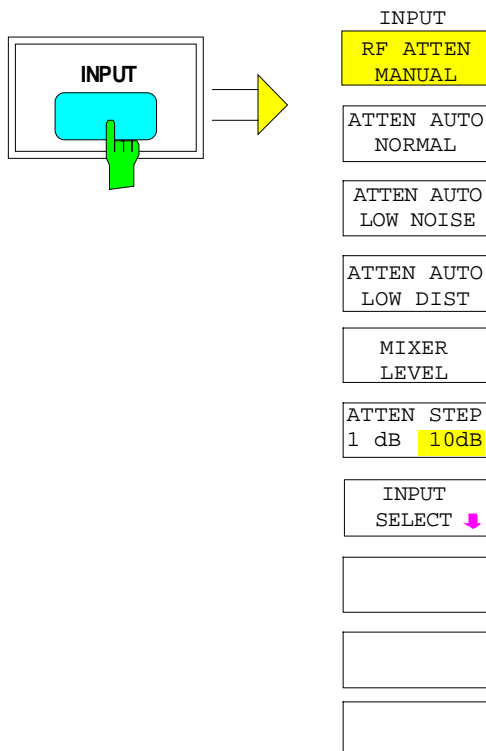 INPUT
INPUT
RF ATTEN
MANUAL
ATTEN AUTO
NORMAL
ATTEN AUTO
LOW NOISE
ATTEN AUTO
LOW DIST
MIXER
LEVEL
ATTEN STEP
1 dB 10dB
INPUT
SELECT